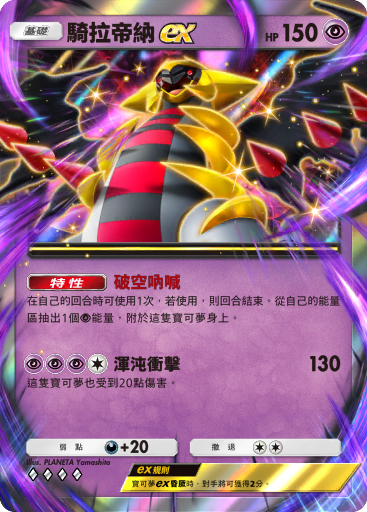 基礎 騎拉帝納ex HP 150
特性 破空吶喊
在自己的回合時可使用1次，若使用，則回合結束。從自己的能量
區抽出1個能量，附於這隻寶可夢身上。
渾沌衝擊 130
這隻寶可夢也受到20點傷害。
弱點 +20 撤退
Illus. PLANETA Yamashita
ex規則
寶可夢ex昏厥時，對手將可獲得2分。